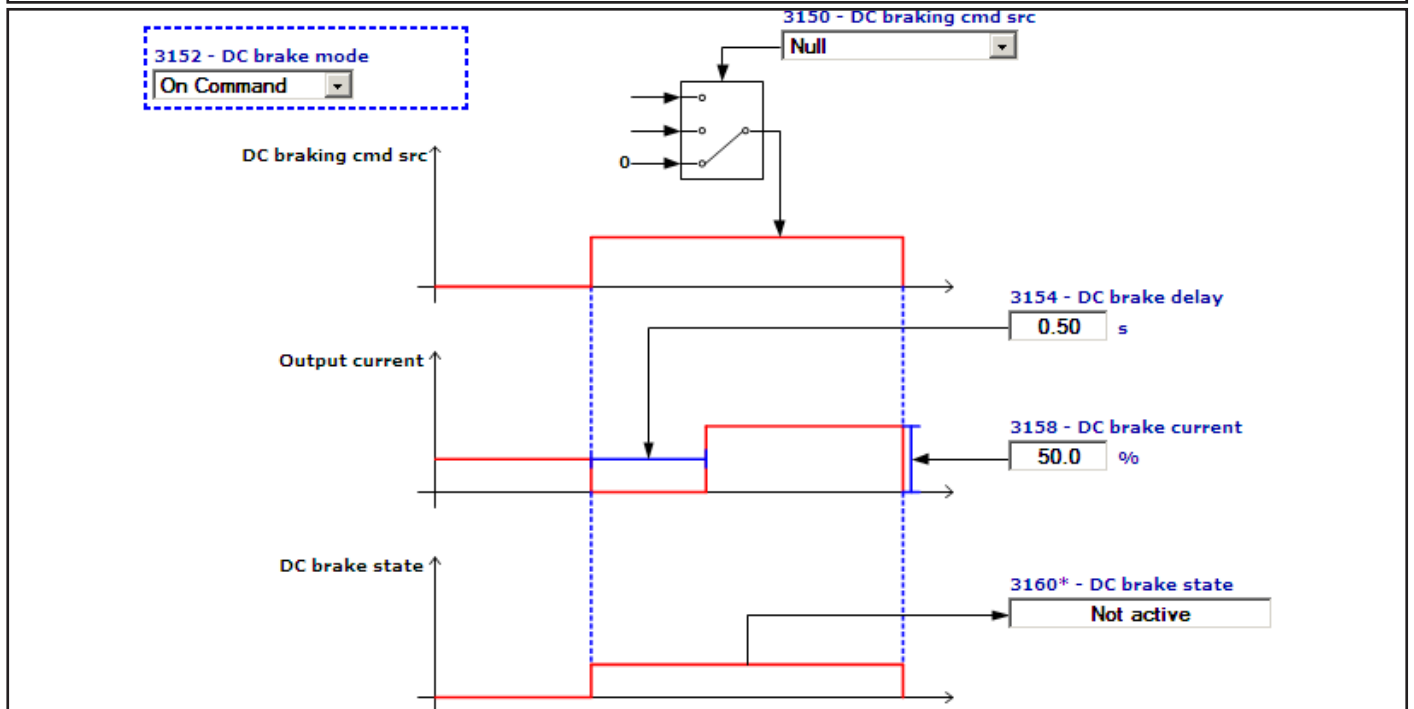 3150 - DC braking cmd src
Null
3152 - DC brake mode
On Command
DC braking cmd src
0
3154 - DC brake delay
0.50 s
Output current
3158 - DC brake current
50.0 %
DC brake state
3160* - DC brake state
Not active